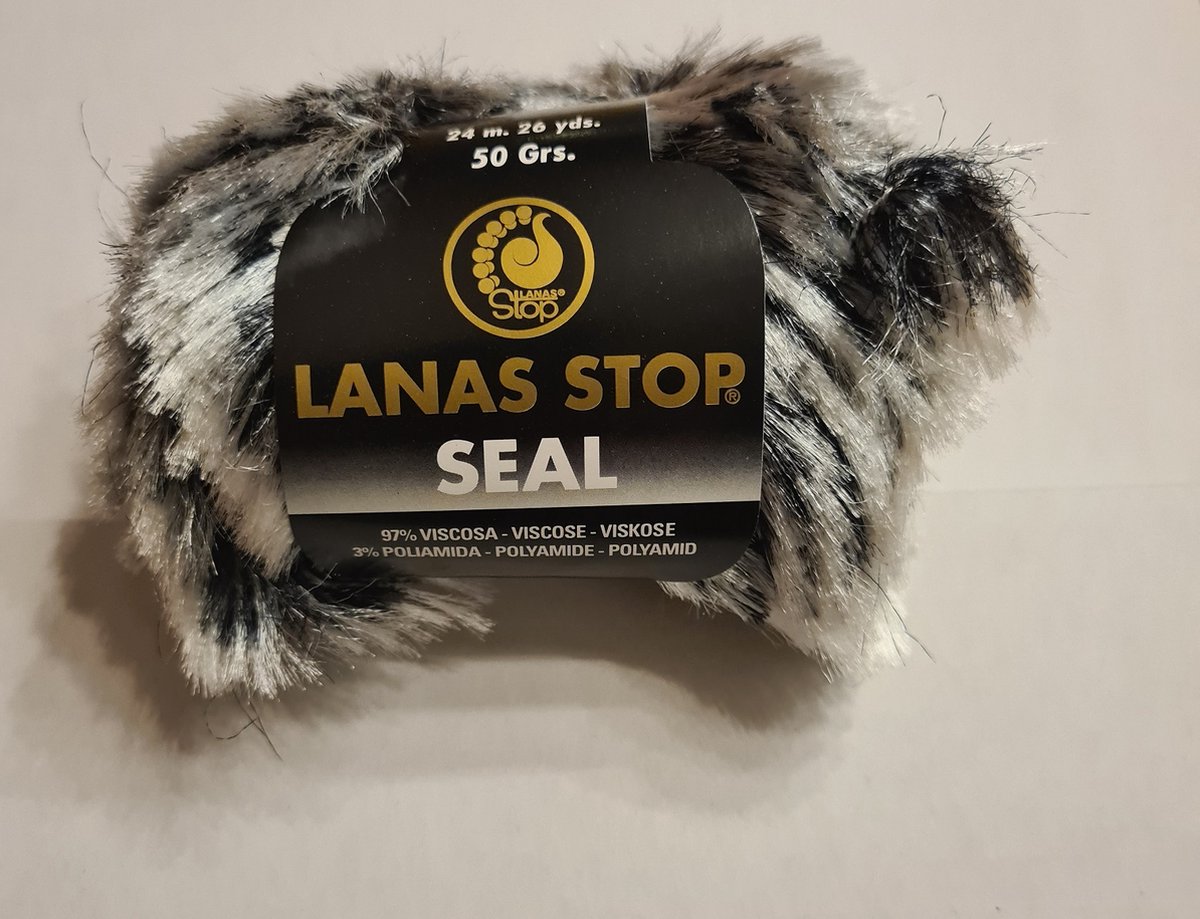 24 m. 26 yds.
50 Grs.
LANAS®
Stop
LANAS STOP®
SEAL
97% VISCOSA - VISCOSE - VISKOSE
3% POLIAMIDA - POLYAMIDE - POLYAMID